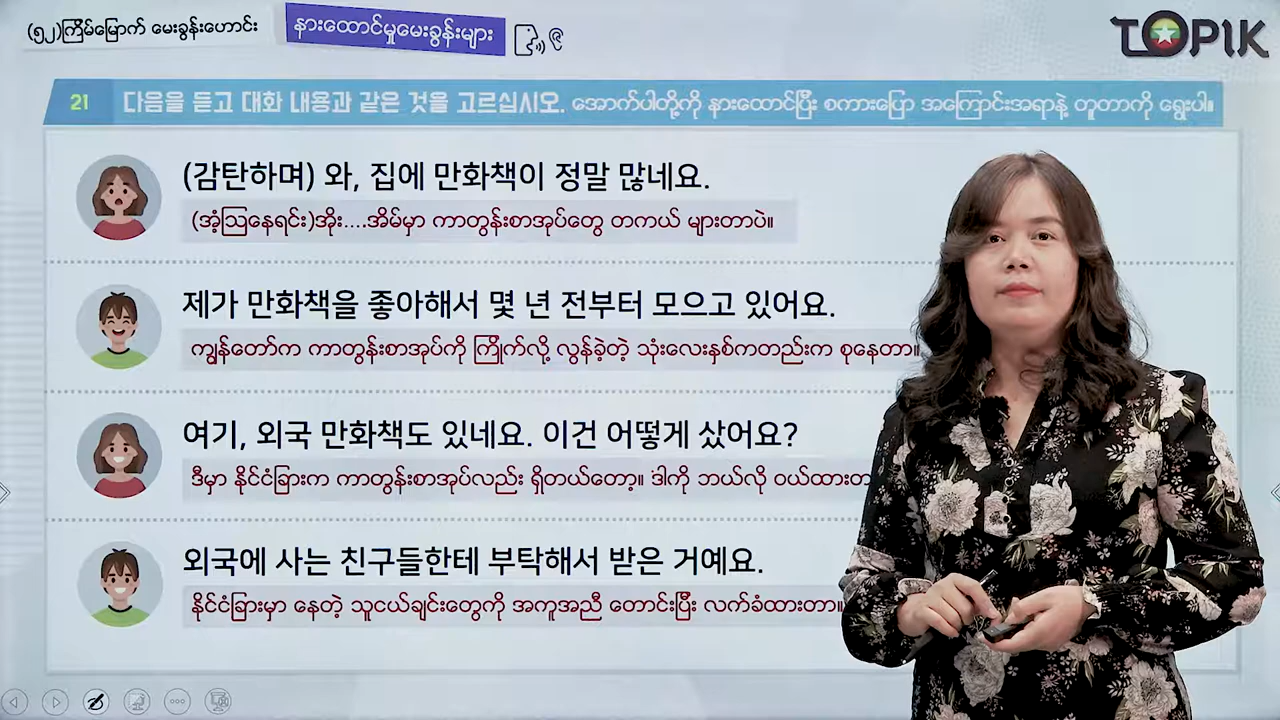 (၅၂)ကြိမ်မြောက် မေးခွန်းဟောင်း
နားထောင်မှုမေးခွန်းများ
TOPIK
21 다음을 듣고 대화 내용과 같은 것을 고르십시오. အောက်ပါတို့ကို နားထောင်ပြီး စကားပြော အကြောင်းအရာနဲ့ တူတာကို ရွေးပါ။
(감탄하며) 와, 집에 만화책이 정말 많네요.
(အံ့ဩနေရင်း)အိုး....အိမ်မှာ ကာတွန်းစာအုပ်တွေ တကယ် များတာပဲ။
제가 만화책을 좋아해서 몇 년 전부터 모으고 있어요.
ကျွန်တော်က ကာတွန်းစာအုပ်ကို ကြိုက်လို့ လွန်ခဲ့တဲ့ သုံးလေးနှစ်ကတည်းက စုနေတာ။
여기, 외국 만화책도 있네요. 이건 어떻게 샀어요?
ဒီမှာ နိုင်ငံခြားက ကာတွန်းစာအုပ်လည်း ရှိတယ်တော့။ ဒါကို ဘယ်လို
외국에 사는 친구들한테 부탁해서 받은 거예요.
နိုင်ငံခြားမှာ နေတဲ့ သူငယ်ချင်းတွေကို အကူအညီ တောင်းပြီး လက်ခံထားတာ။